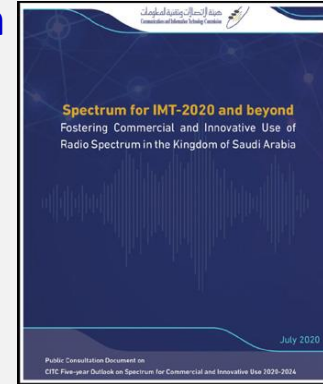 هيئة الاتصالات وتقنية المعلومات
Communications and Information Technology Commission
Spectrum for IMT-2020 and beyond
Fostering Commercial and Innovative Use of
Radio Spectrum in the Kingdom of Saudi Arabia
July 2020
Public Consultation Document on
CITC Five-year Outlook on Spectrum for Commercial and Innovative Use 2020-2024